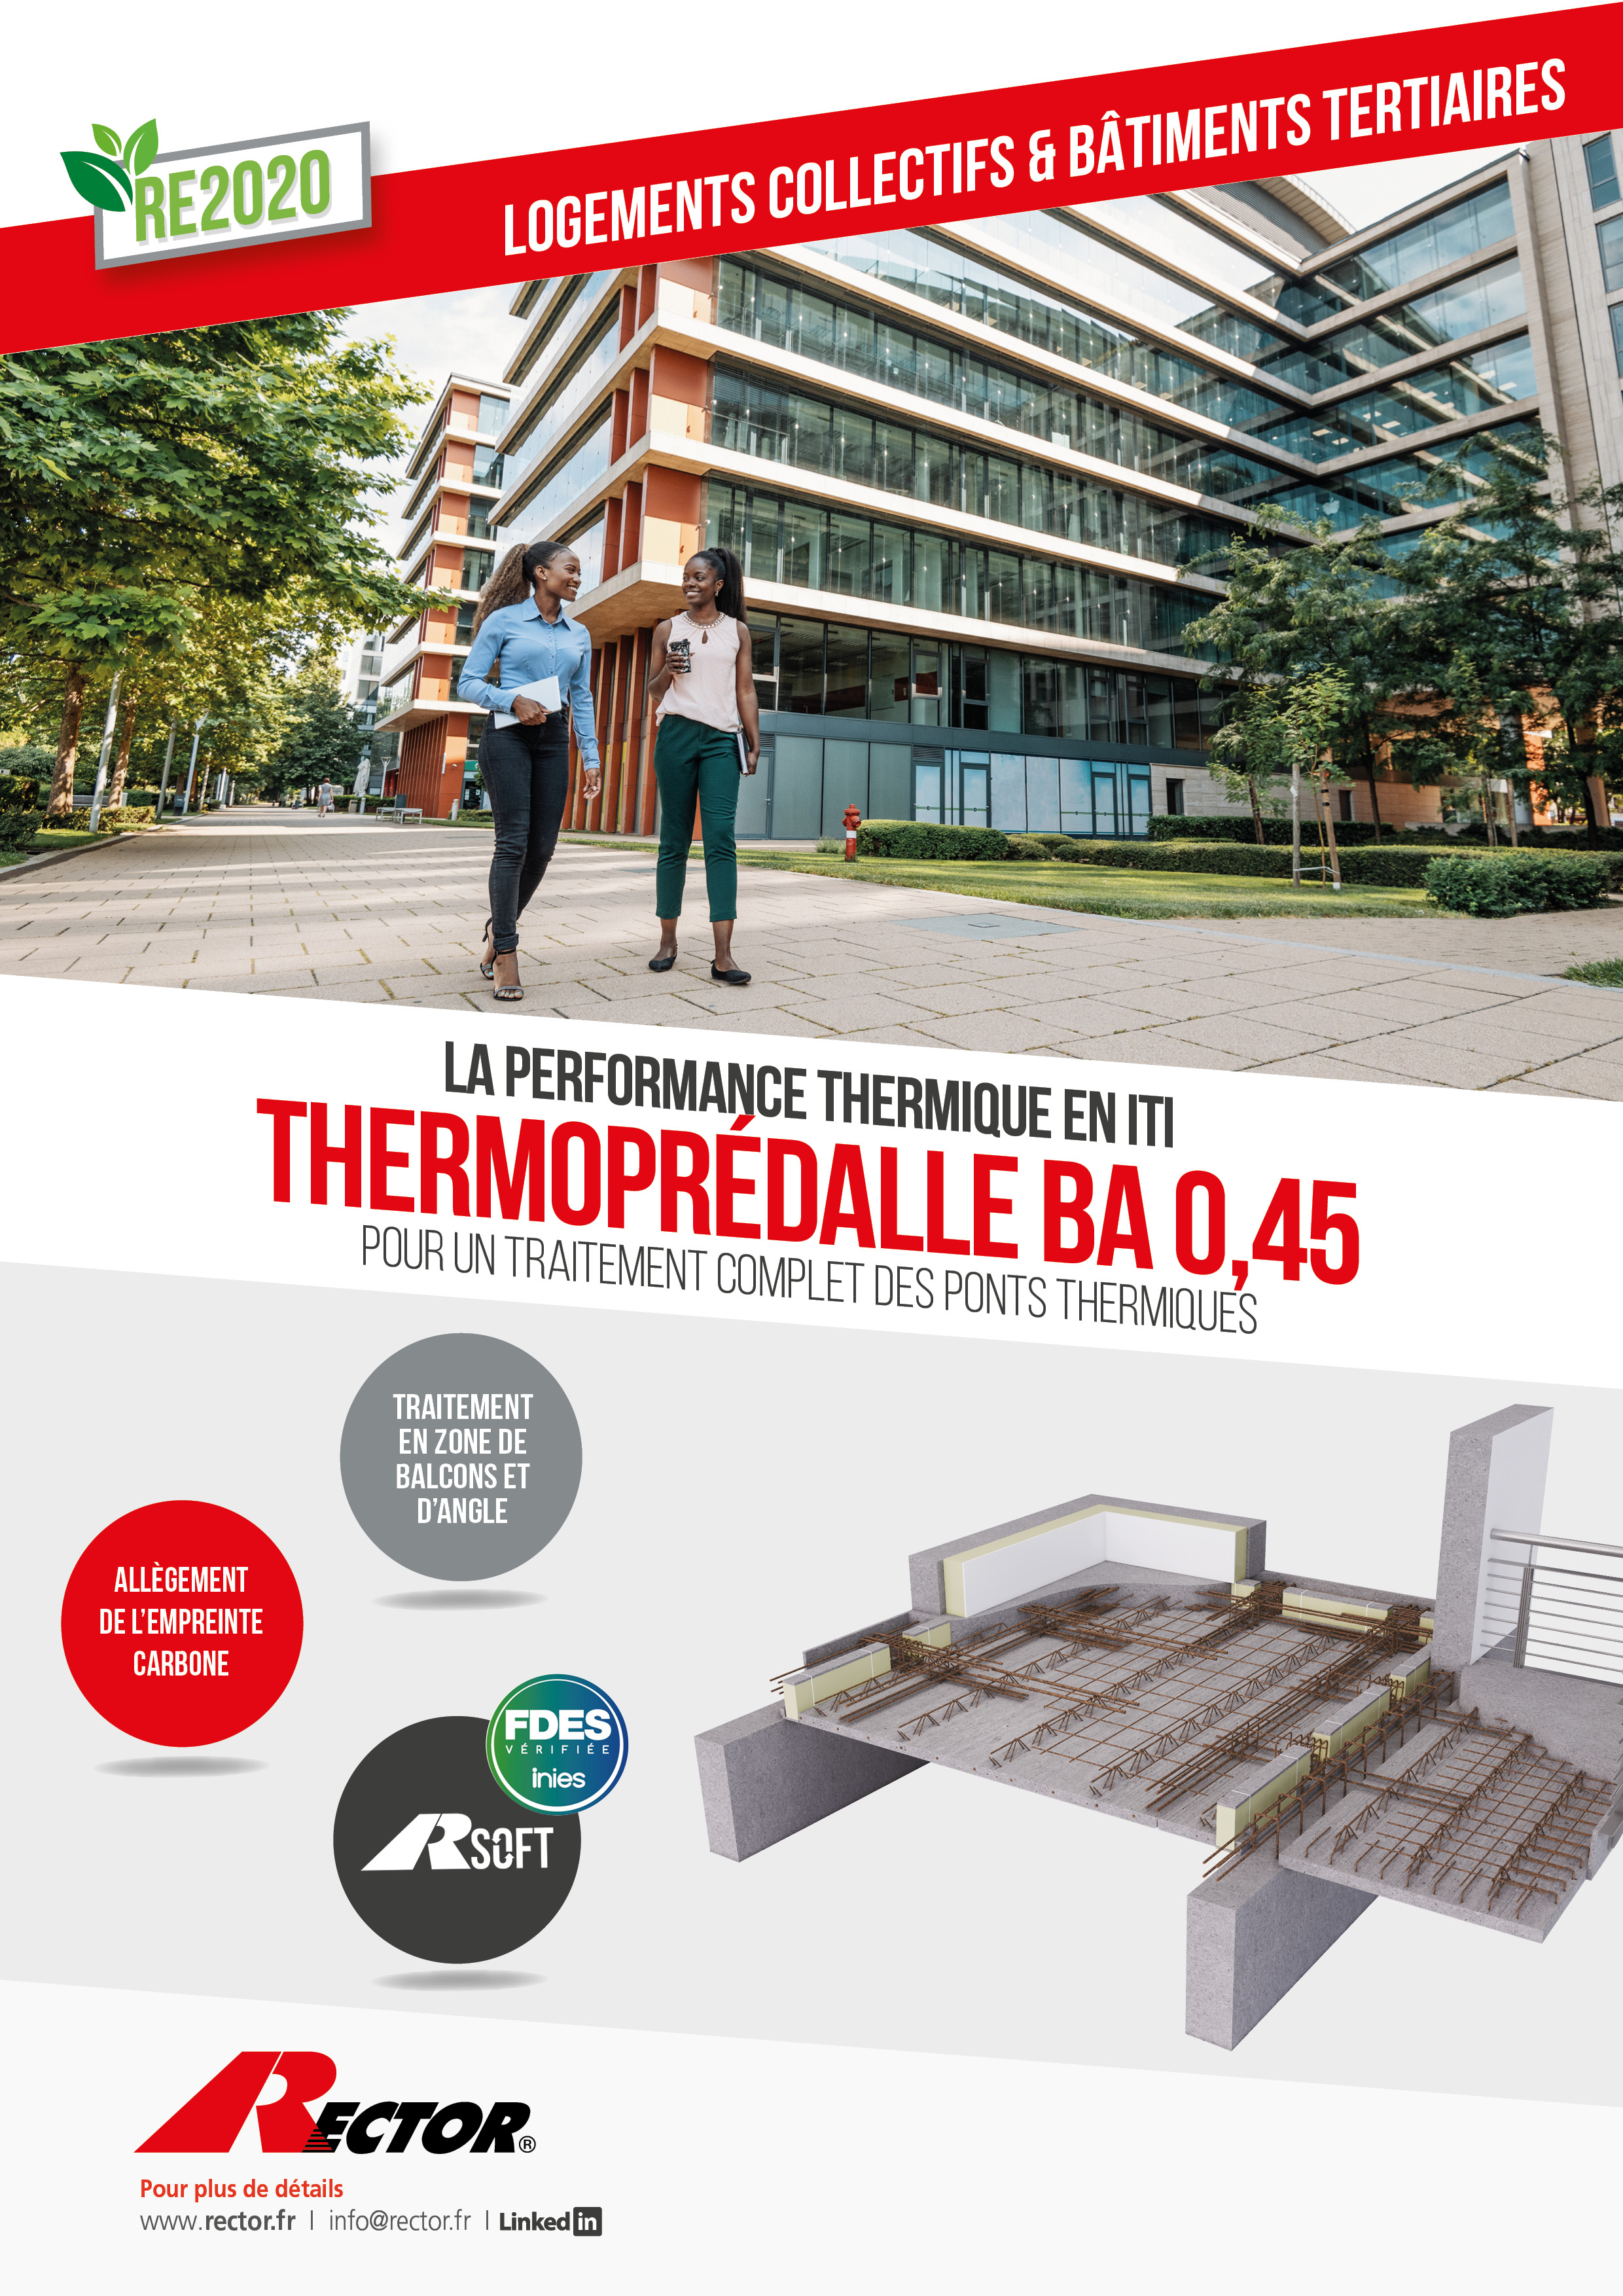 RE2020
LOGEMENTS COLLECTIFS & BÂTIMENTS TERTIAIRES
LA PERFORMANCE THERMIQUE EN ITI
THERMOPRÉDALLE BA 0,45
POUR UN TRAITEMENT COMPLET DES PONTS THERMIQUES
TRAITEMENT
EN ZONE DE
BALCONS ET
D'ANGLE
ALLÈGEMENT
DE L'EMPREINTE
CARBONE
FDES
VÉRIFIÉE
inies
RSOFT
RECTOR®
Pour plus de détails
www.rector.fr | info@rector.fr | Linked in